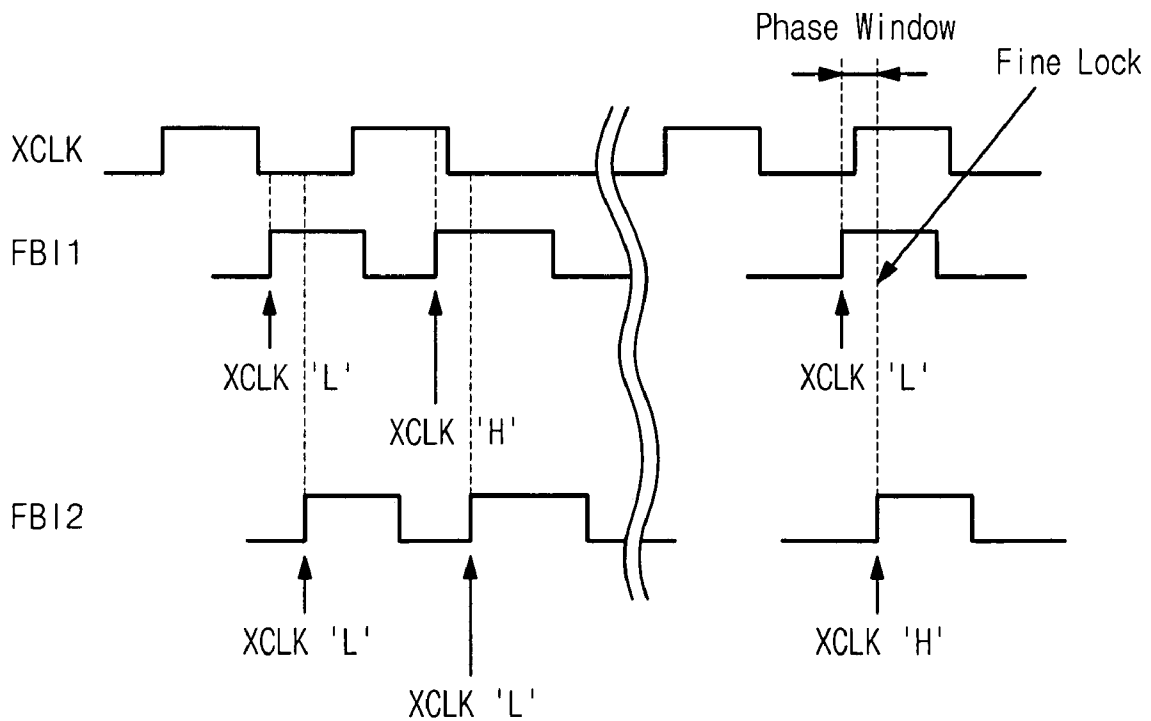 Phase Window
Fine Lock
XCLK
FBI1
XCLK 'L'
XCLK 'L'
XCLK 'H'
FBI2
XCLK 'L'
XCLK 'H'
XCLK 'L'